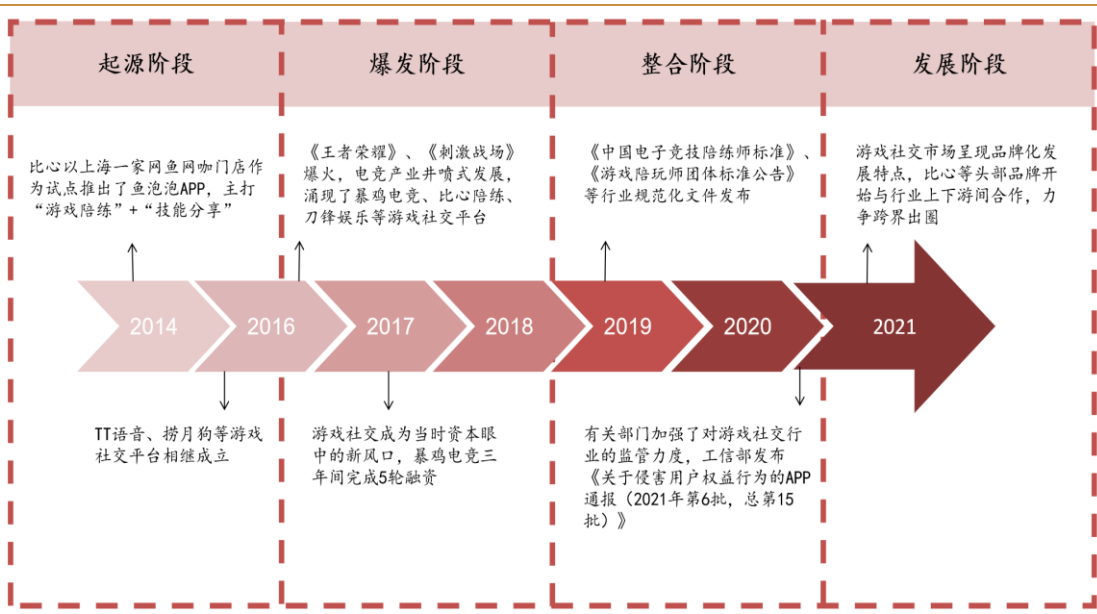 起源阶段
爆发阶段
整合阶段
发展阶段
比心以上海一家网鱼网咖门店作
为试点推出了鱼泡泡APP，主打
“游戏陪练”+“技能分享”
《王者荣耀》、《刺激战场》
爆火，电竞产业井喷式发展，
涌现了暴鸡电竞、比心陪练、
刀锋娱乐等游戏社交平台
《中国电子竞技陪练师标准》、
《游戏陪玩师团体标准公告》
等行业规范化文件发布
游戏社交市场呈现品牌化发
展特点，比心等头部品牌开
始与行业上下游间合作，力
争跨界出圈
2014
2016
2017
2018
2019
2020
2021
TT语音、捞月狗等游戏
社交平台相继成立
游戏社交成为当时资本眼
中的新风口，暴鸡电竞三
年间完成5轮融资
有关部门加强了对游戏社交行
业的监管力度，工信部发布
《关于侵害用户权益行为的APP
通报（2021年第6批，总第15
批）》